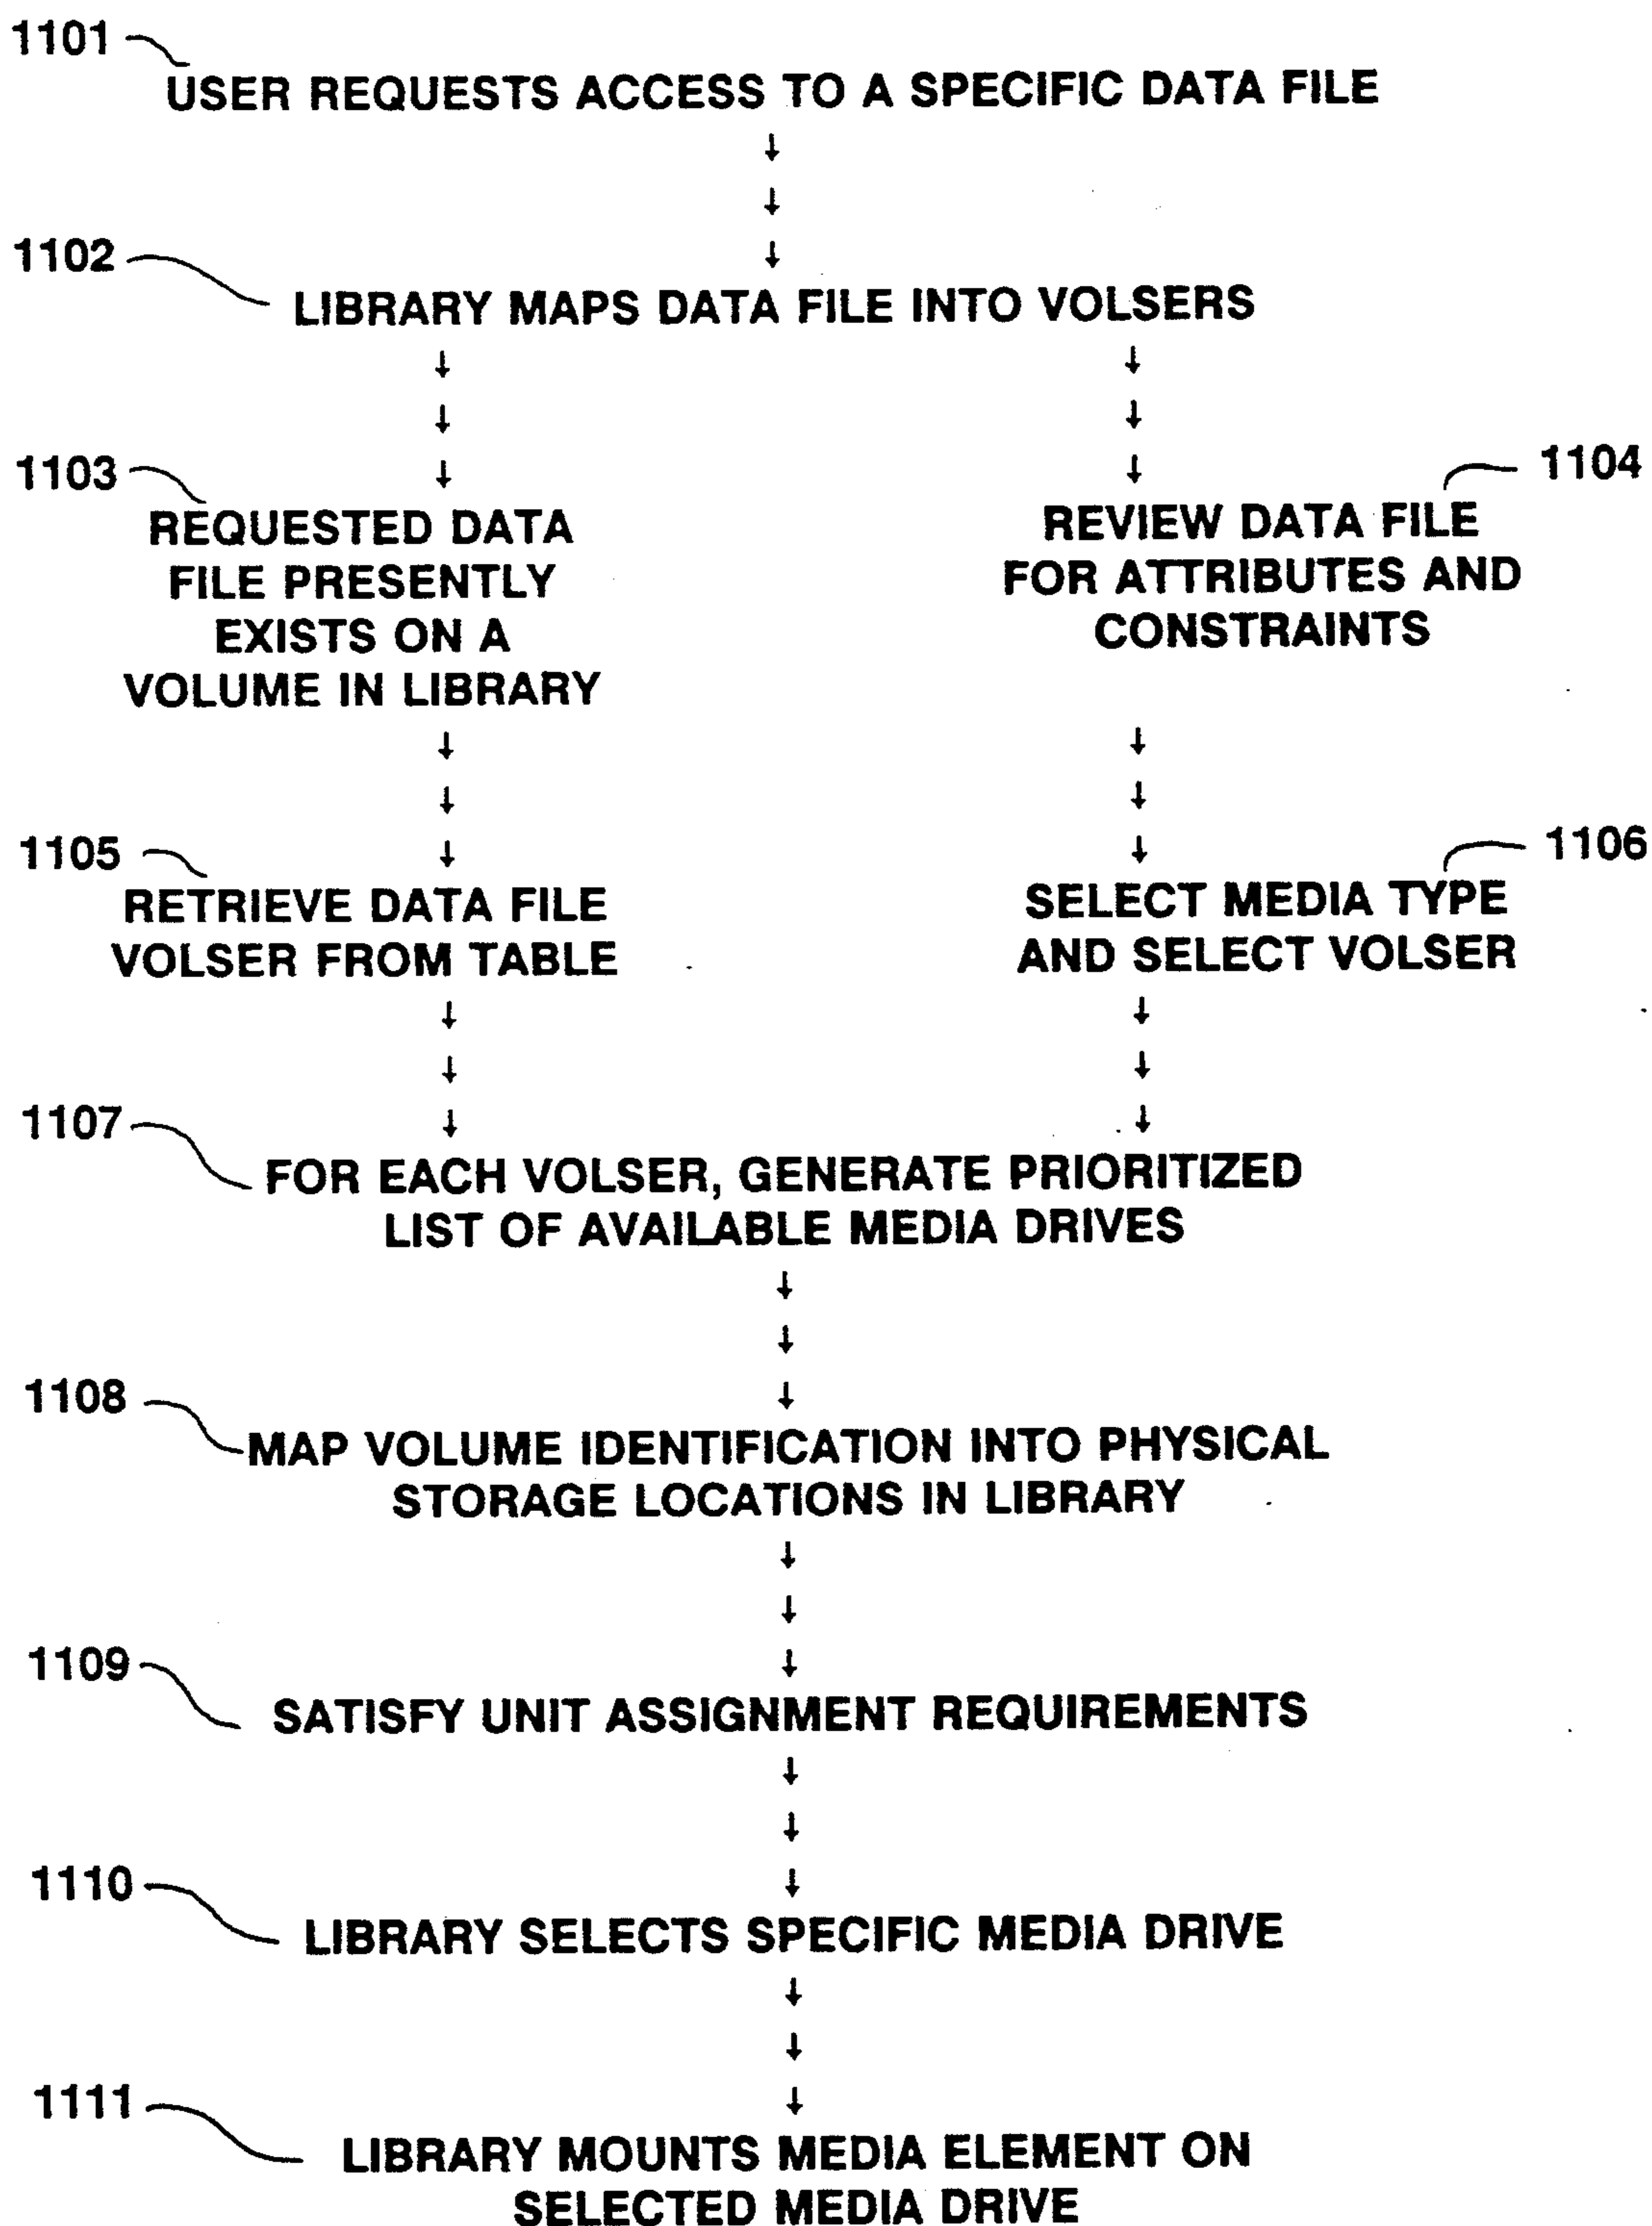 1101
USER REQUESTS ACCESS TO A SPECIFIC DATA FILE
1102
LIBRARY MAPS DATA FILE INTO VOLSERS
1103
REQUESTED DATA
FILE PRESENTLY
EXISTS ON A
VOLUME IN LIBRARY
1104
REVIEW DATA FILE
FOR ATTRIBUTES AND
CONSTRAINTS
1105
RETRIEVE DATA FILE
VOLSER FROM TABLE
1106
SELECT MEDIA TYPE
AND SELECT VOLSER
1107
FOR EACH VOLSER, GENERATE PRIORITIZED
LIST OF AVAILABLE MEDIA DRIVES
1108
MAP VOLUME IDENTIFICATION INTO PHYSICAL
STORAGE LOCATIONS IN LIBRARY
1109
SATISFY UNIT ASSIGNMENT REQUIREMENTS
1110
LIBRARY SELECTS SPECIFIC MEDIA DRIVE
1111
LIBRARY MOUNTS MEDIA ELEMENT ON
SELECTED MEDIA DRIVE